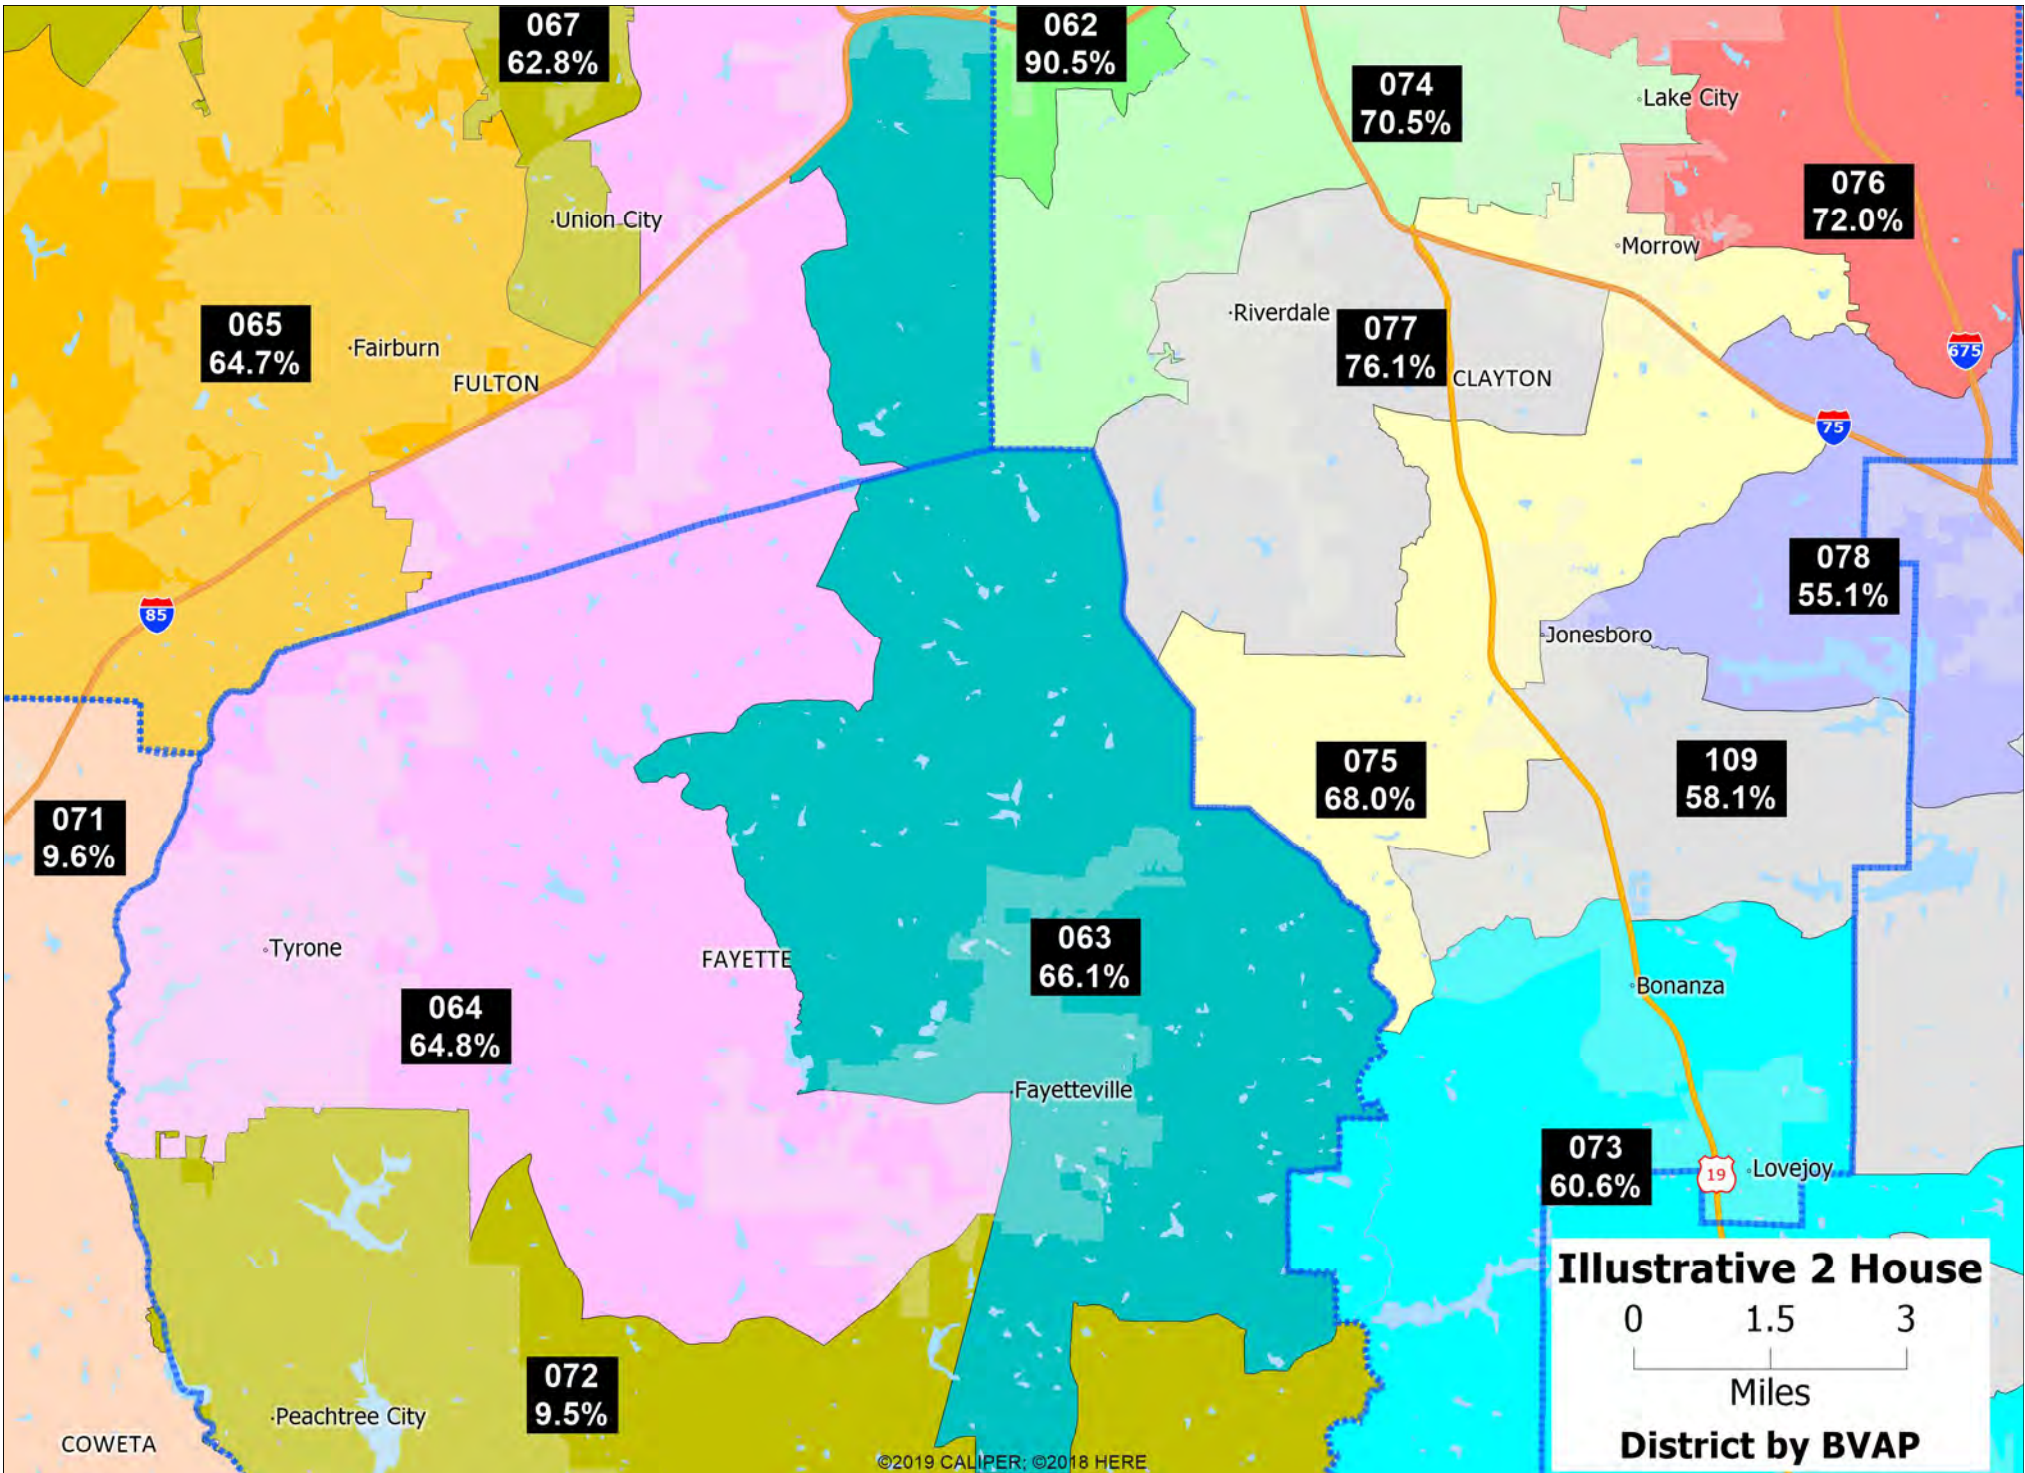 067
62.8%
062
90.5%
074
70.5%
Lake City
076
72.0%
Union City
Morrow
065
64.7%
Fairburn
FULTON
Riverdale
077
76.1%
CLAYTON
675
75
078
55.1%
85
Jonesboro
071
9.6%
075
68.0%
109
58.1%
Tyrone
FAYETTE
063
66.1%
064
64.8%
Bonanza
Fayetteville
073
60.6%
19
Lovejoy
072
9.5%
Peachtree City
COWETA
Illustrative 2 House
0 1.5 3
Miles
District by BVAP
©2019 CALIPER; ©2018 HERE